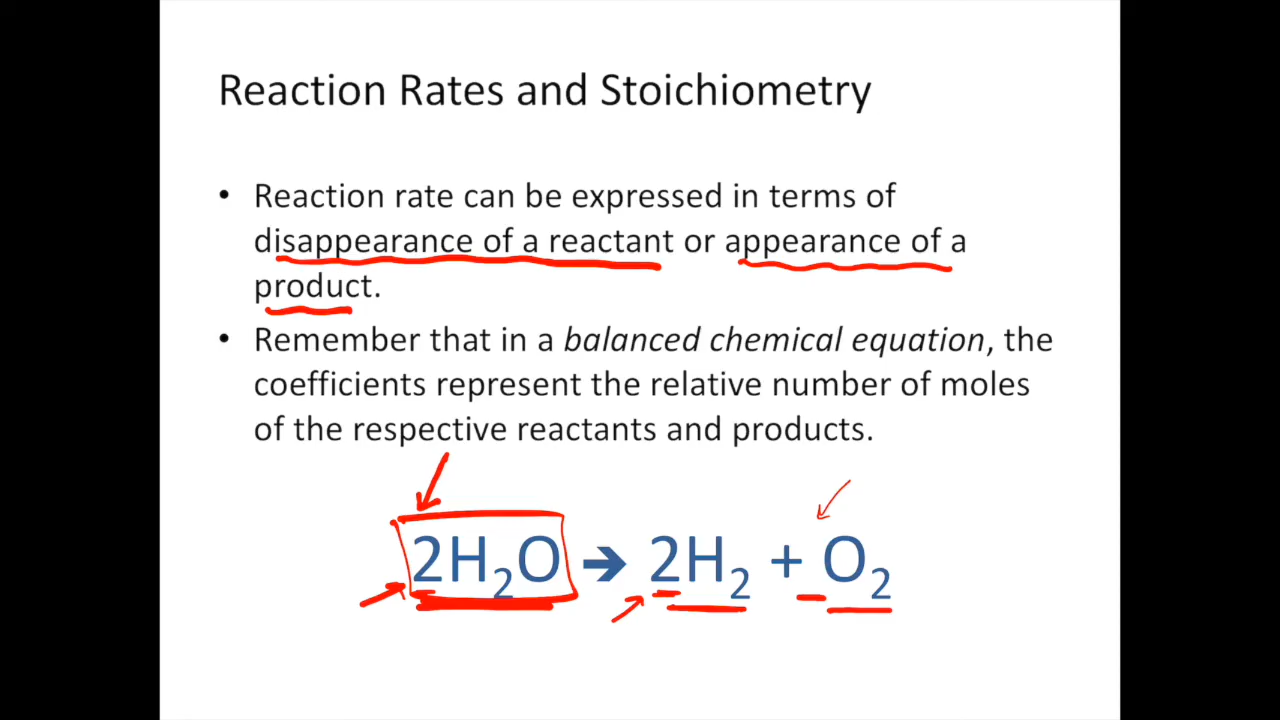 Reaction Rates and Stoichiometry
• Reaction rate can be expressed in terms of
disappearance of a reactant or appearance of a
product.
• Remember that in a balanced chemical equation, the
coefficients represent the relative number of moles
of the respective reactants and products.
2H₂O → 2H₂ + O₂